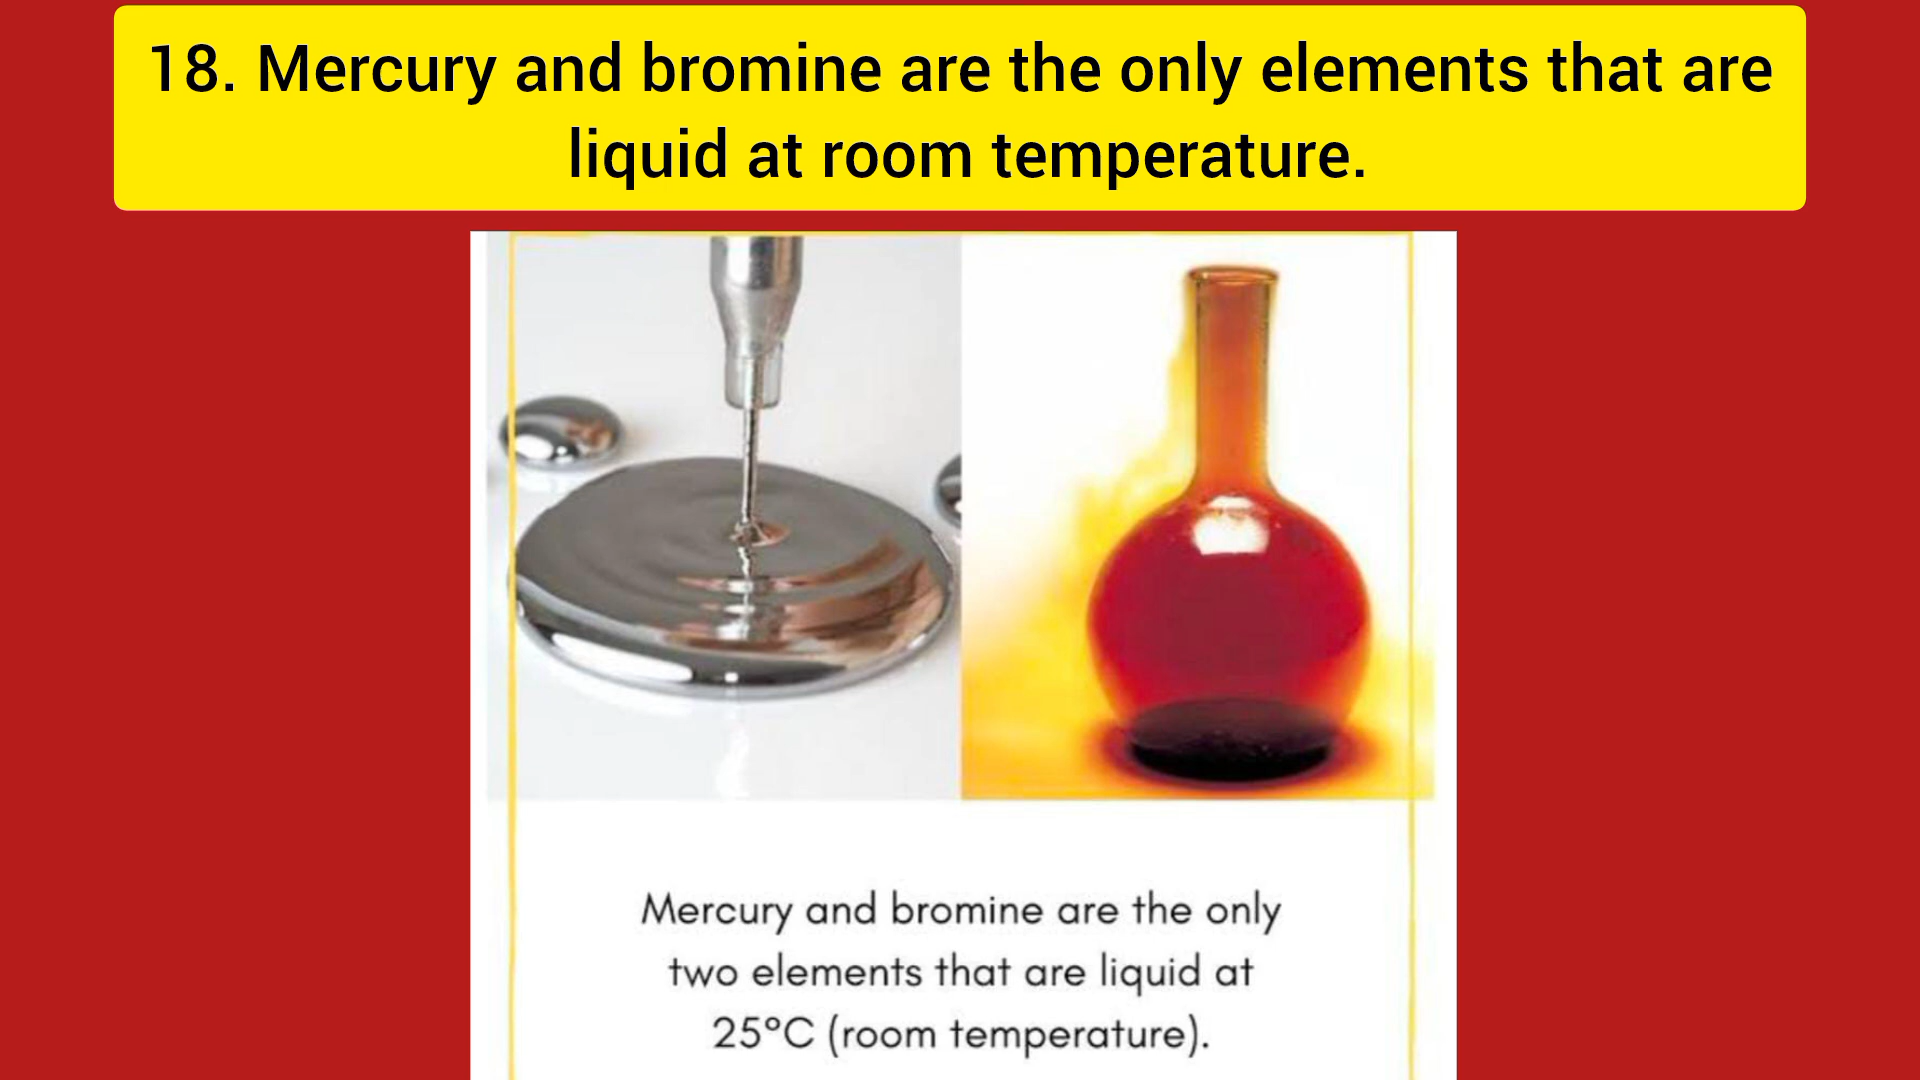 18. Mercury and bromine are the only elements that are
liquid at room temperature.
Mercury and bromine are the only
two elements that are liquid at
25°C (room temperature).